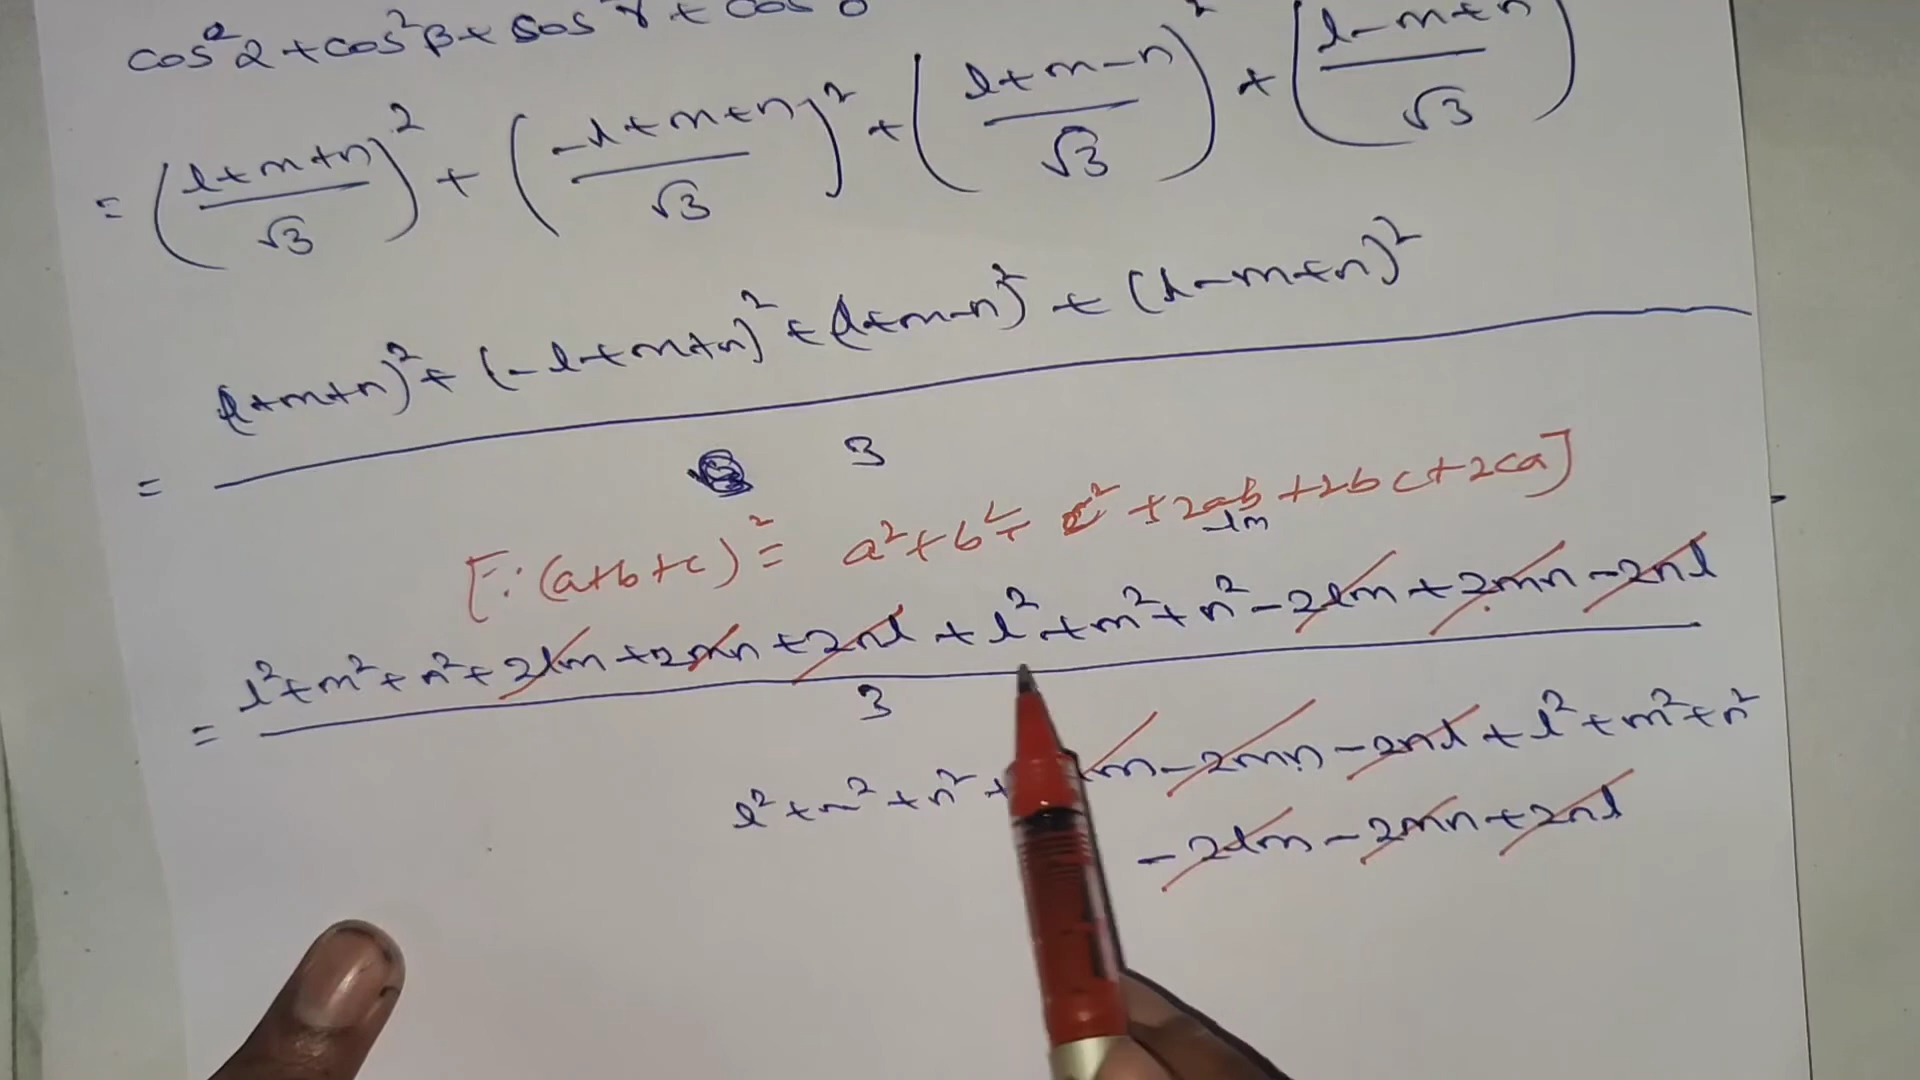 cos²α+cos²β+cos²γ+cos²δ
= ((l+m+n)/√3)² + ((-l+m+n)/√3)² + ((l+m-n)/√3)² + ((l-m+n)/√3)²
= ((l+m+n)²+(-l+m+n)²+(l+m-n)²+(l-m+n)²)/3
[∵(a+b+c)²= a²+b²+c²+2ab+2bc+2ca]
-lm
= (l²+m²+n²+2lm+2mn+2nl+l²+m²+n²-2lm+2mn-2nl)/3
l²+m²+n²+ lm-2mn-2nl+l²+m²+n²
-2lm-2mn+2nl